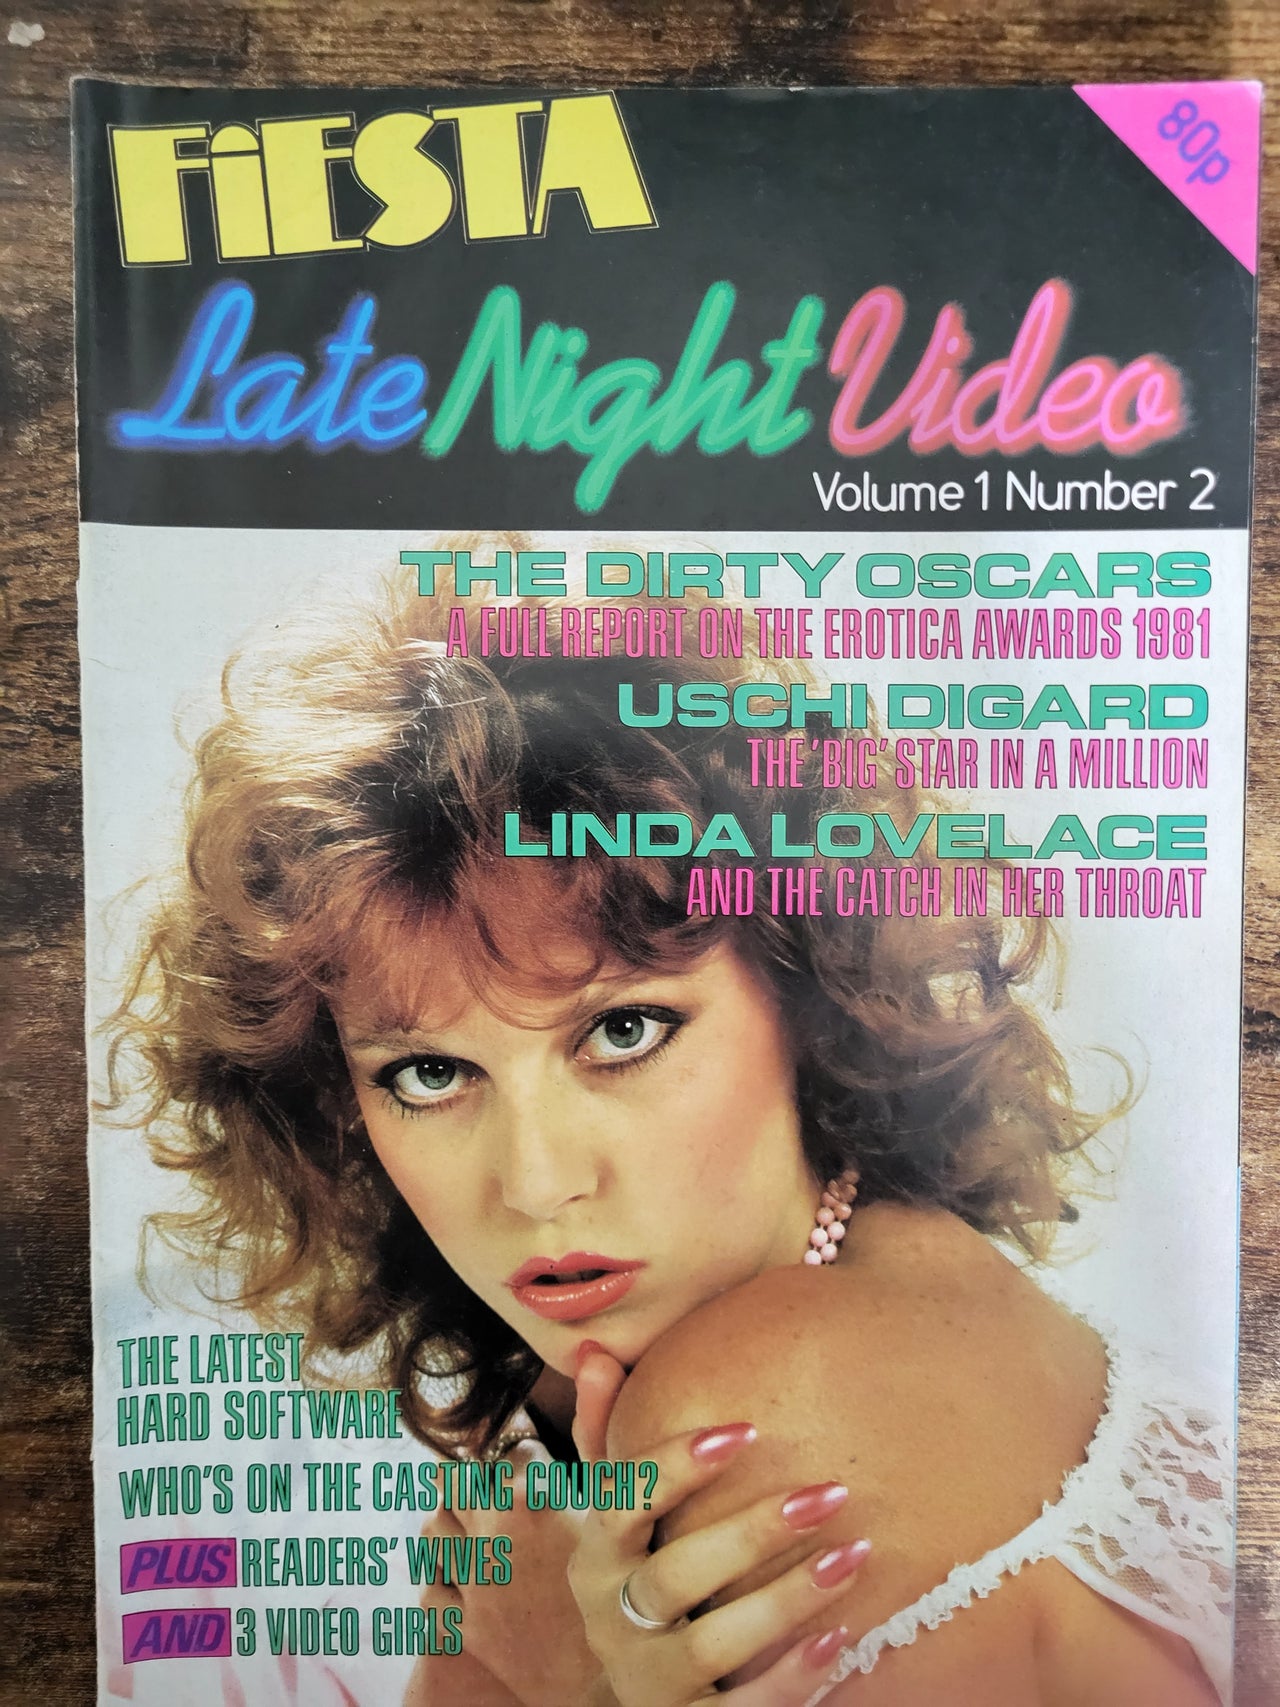 FiESTA
80p
Late Night Video
Volume 1 Number 2
THE DIRTY OSCARS
A FULL REPORT ON THE EROTICA AWARDS 1981
USCHI DIGARD
THE 'BIG' STAR IN A MILLION
LINDA LOVELACE
AND THE CATCH IN HER THROAT
THE LATEST
HARD SOFTWARE
WHO'S ON THE CASTING COUCH?
PLUS READERS' WIVES
AND 3 VIDEO GIRLS